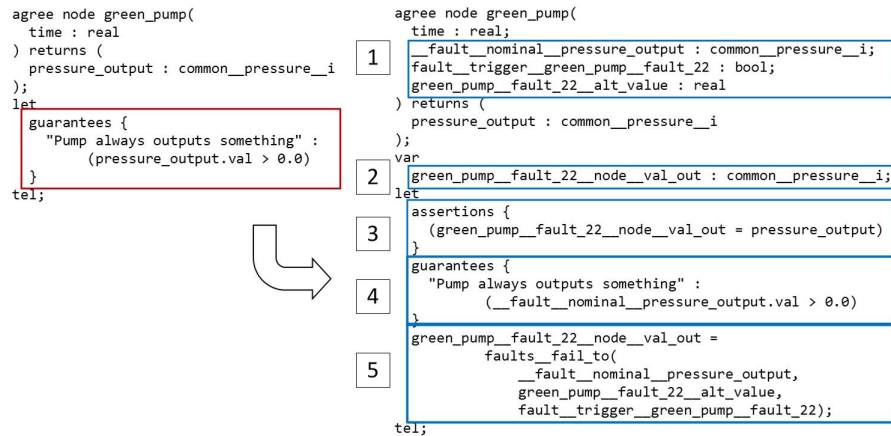 agree node green_pump(
  time : real
) returns (
  pressure_output : common__pressure__i
);
let
  guarantees {
    "Pump always outputs something" :
         (pressure_output.val > 0.0)
  }
tel;
agree node green_pump(
  time : real;
1
  __fault__nominal__pressure_output : common__pressure__i;
  fault__trigger__green_pump__fault_22 : bool;
  green_pump__fault_22__alt_value : real
) returns (
  pressure_output : common__pressure__i
);
var
2
  green_pump__fault_22__node__val_out : common__pressure__i;
let
3
  assertions {
    (green_pump__fault_22__node__val_out = pressure_output)
  }
4
  guarantees {
    "Pump always outputs something" :
         (__fault__nominal__pressure_output.val > 0.0)
  }
5
  green_pump__fault_22__node__val_out =
         faults__fail_to(
             __fault__nominal__pressure_output,
             green_pump__fault_22__alt_value,
             fault__trigger__green_pump__fault_22);
tel;